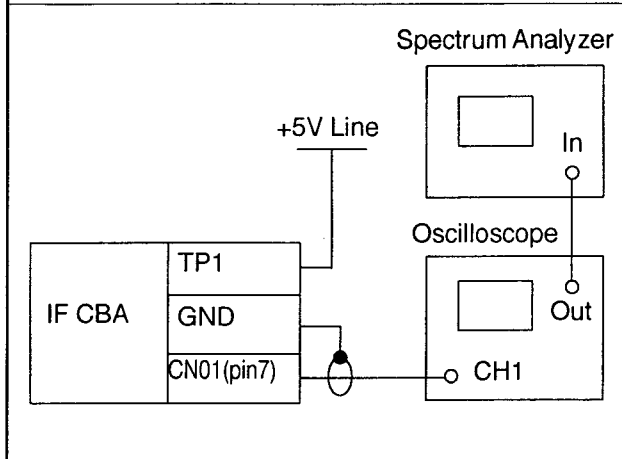 Spectrum Analyzer
+5V Line
In
Oscilloscope
TP1
IF CBA
GND
Out
CN01(pin7)
CH1